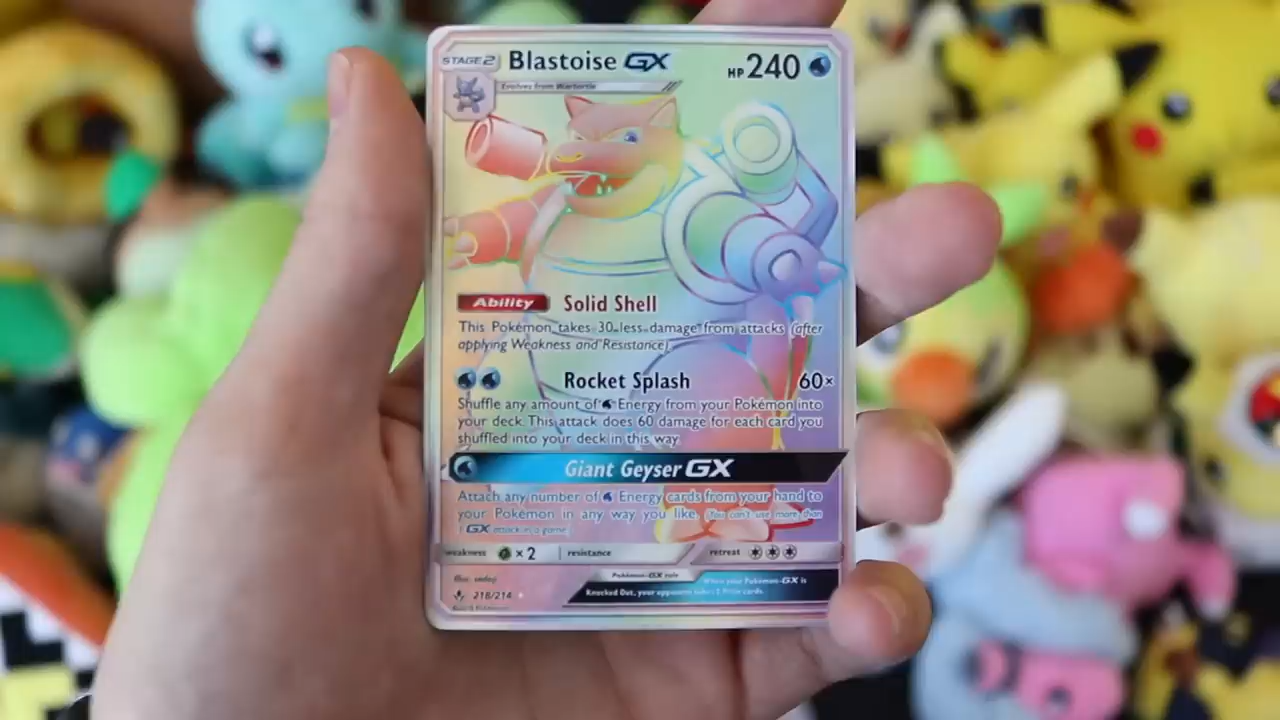 STAGE 2 Blastoise GX HP 240
Evolves from Wartortle
Ability Solid Shell
This Pokémon takes 30 less damage from attacks (after
applying Weakness and Resistance).
Rocket Splash 60×
Shuffle any amount of Energy from your Pokémon into
your deck. This attack does 60 damage for each card you
shuffled into your deck in this way.
Giant Geyser GX
Attach any number of Energy cards from your hand to
your Pokémon in any way you like. (You can't use more than
1 GX attack in a game.)
weakness ×2 resistance retreat
Pokémon-GX rule When your Pokémon-GX is
Knocked Out, your opponent takes 2 Prize cards.
Illus.
218/214